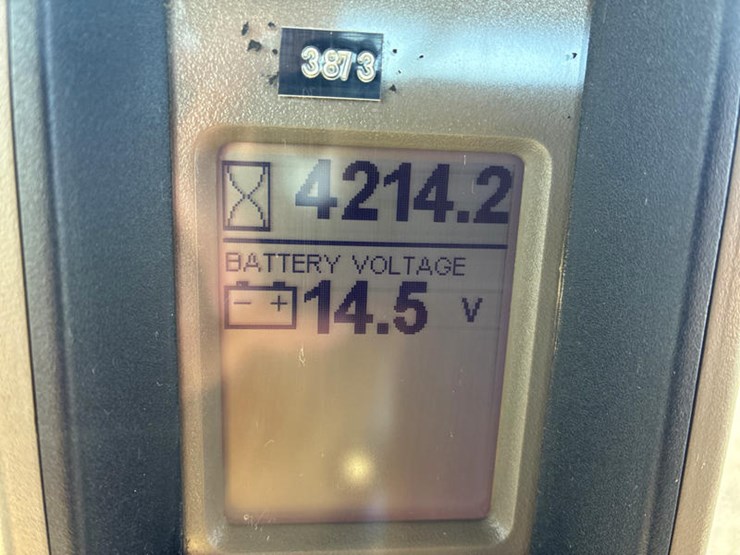 3873
4214.2
BATTERY VOLTAGE
- + 14.5 V